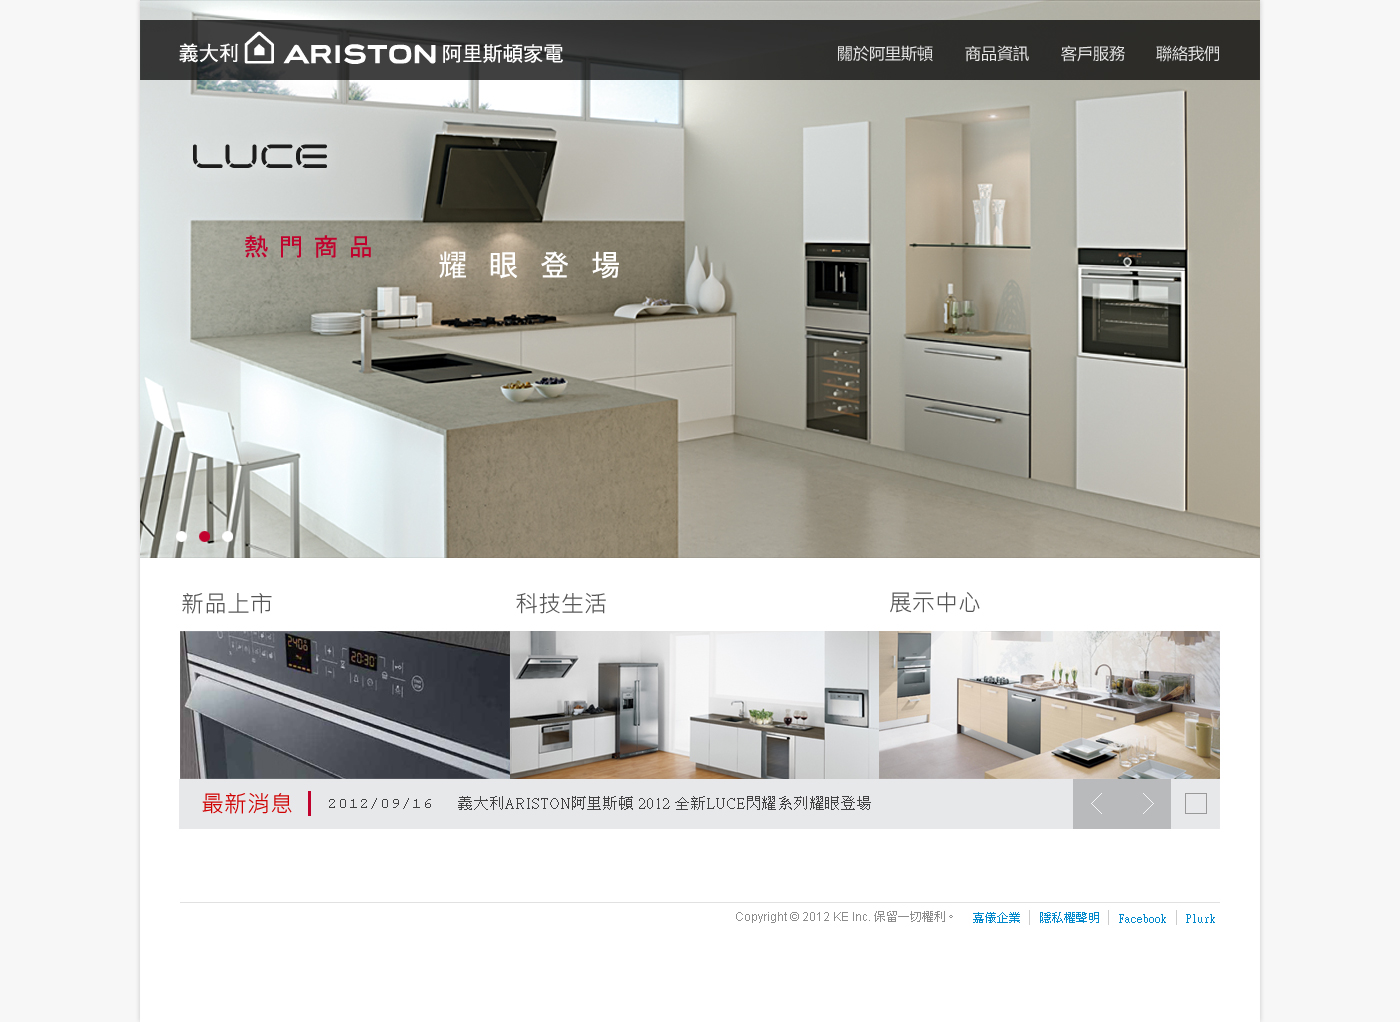 義大利 ARISTON 阿里斯頓家電
關於阿里斯頓 商品資訊 客戶服務 聯絡我們
LUCE
熱門商品
耀眼登場
新品上市 科技生活 展示中心
20:30
最新消息 2012/09/16 義大利ARISTON阿里斯頓 2012 全新LUCE閃耀系列耀眼登場
Copyright © 2012 KE Inc. 保留一切權利。 嘉儀企業 隱私權聲明 Facebook Plurk